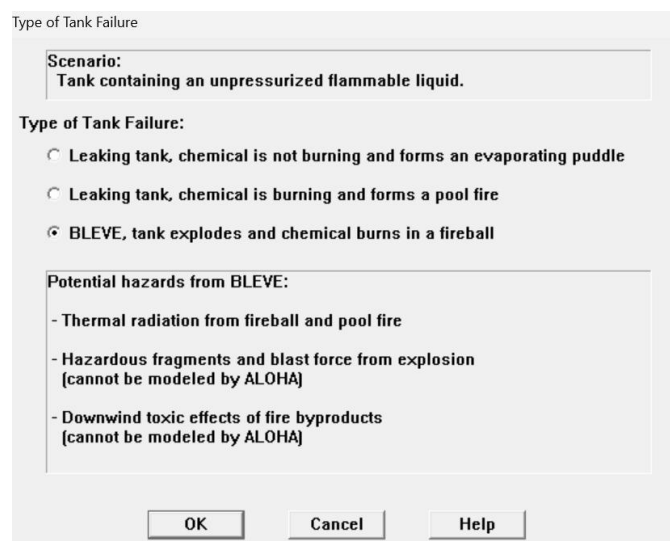 Type of Tank Failure
Scenario:
Tank containing an unpressurized flammable liquid.
Type of Tank Failure:
Leaking tank, chemical is not burning and forms an evaporating puddle
Leaking tank, chemical is burning and forms a pool fire
BLEVE, tank explodes and chemical burns in a fireball
Potential hazards from BLEVE:
- Thermal radiation from fireball and pool fire
- Hazardous fragments and blast force from explosion
(cannot be modeled by ALOHA)
- Downwind toxic effects of fire byproducts
(cannot be modeled by ALOHA)
OK Cancel Help